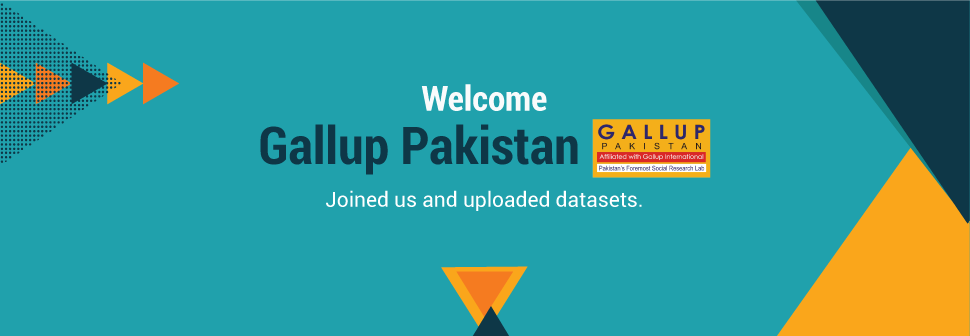 Welcome
Gallup Pakistan
GALLUP
PAKISTAN
Affiliated with Gallup International
Pakistan's Foremost Social Research Lab
Joined us and uploaded datasets.